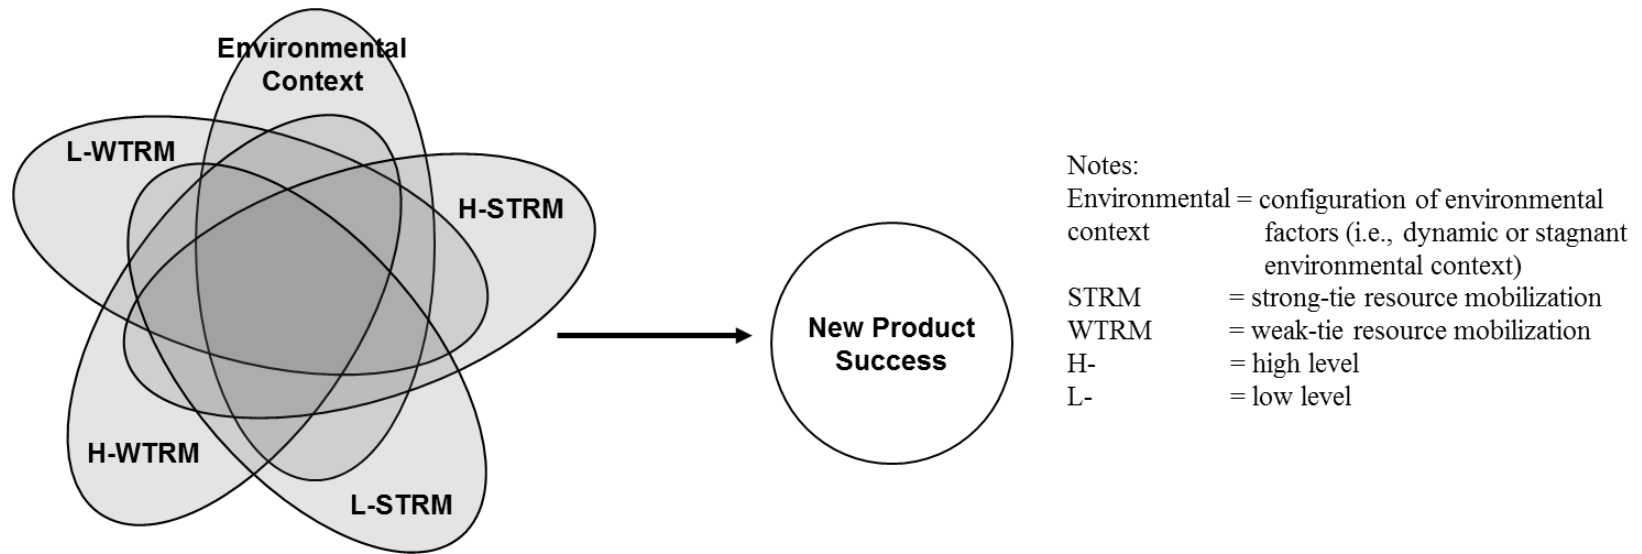 Environmental
Context
L-WTRM
H-STRM
H-WTRM
L-STRM
New Product
Success
Notes:
Environmental = configuration of environmental
context factors (i.e., dynamic or stagnant
environmental context)
STRM = strong-tie resource mobilization
WTRM = weak-tie resource mobilization
H- = high level
L- = low level